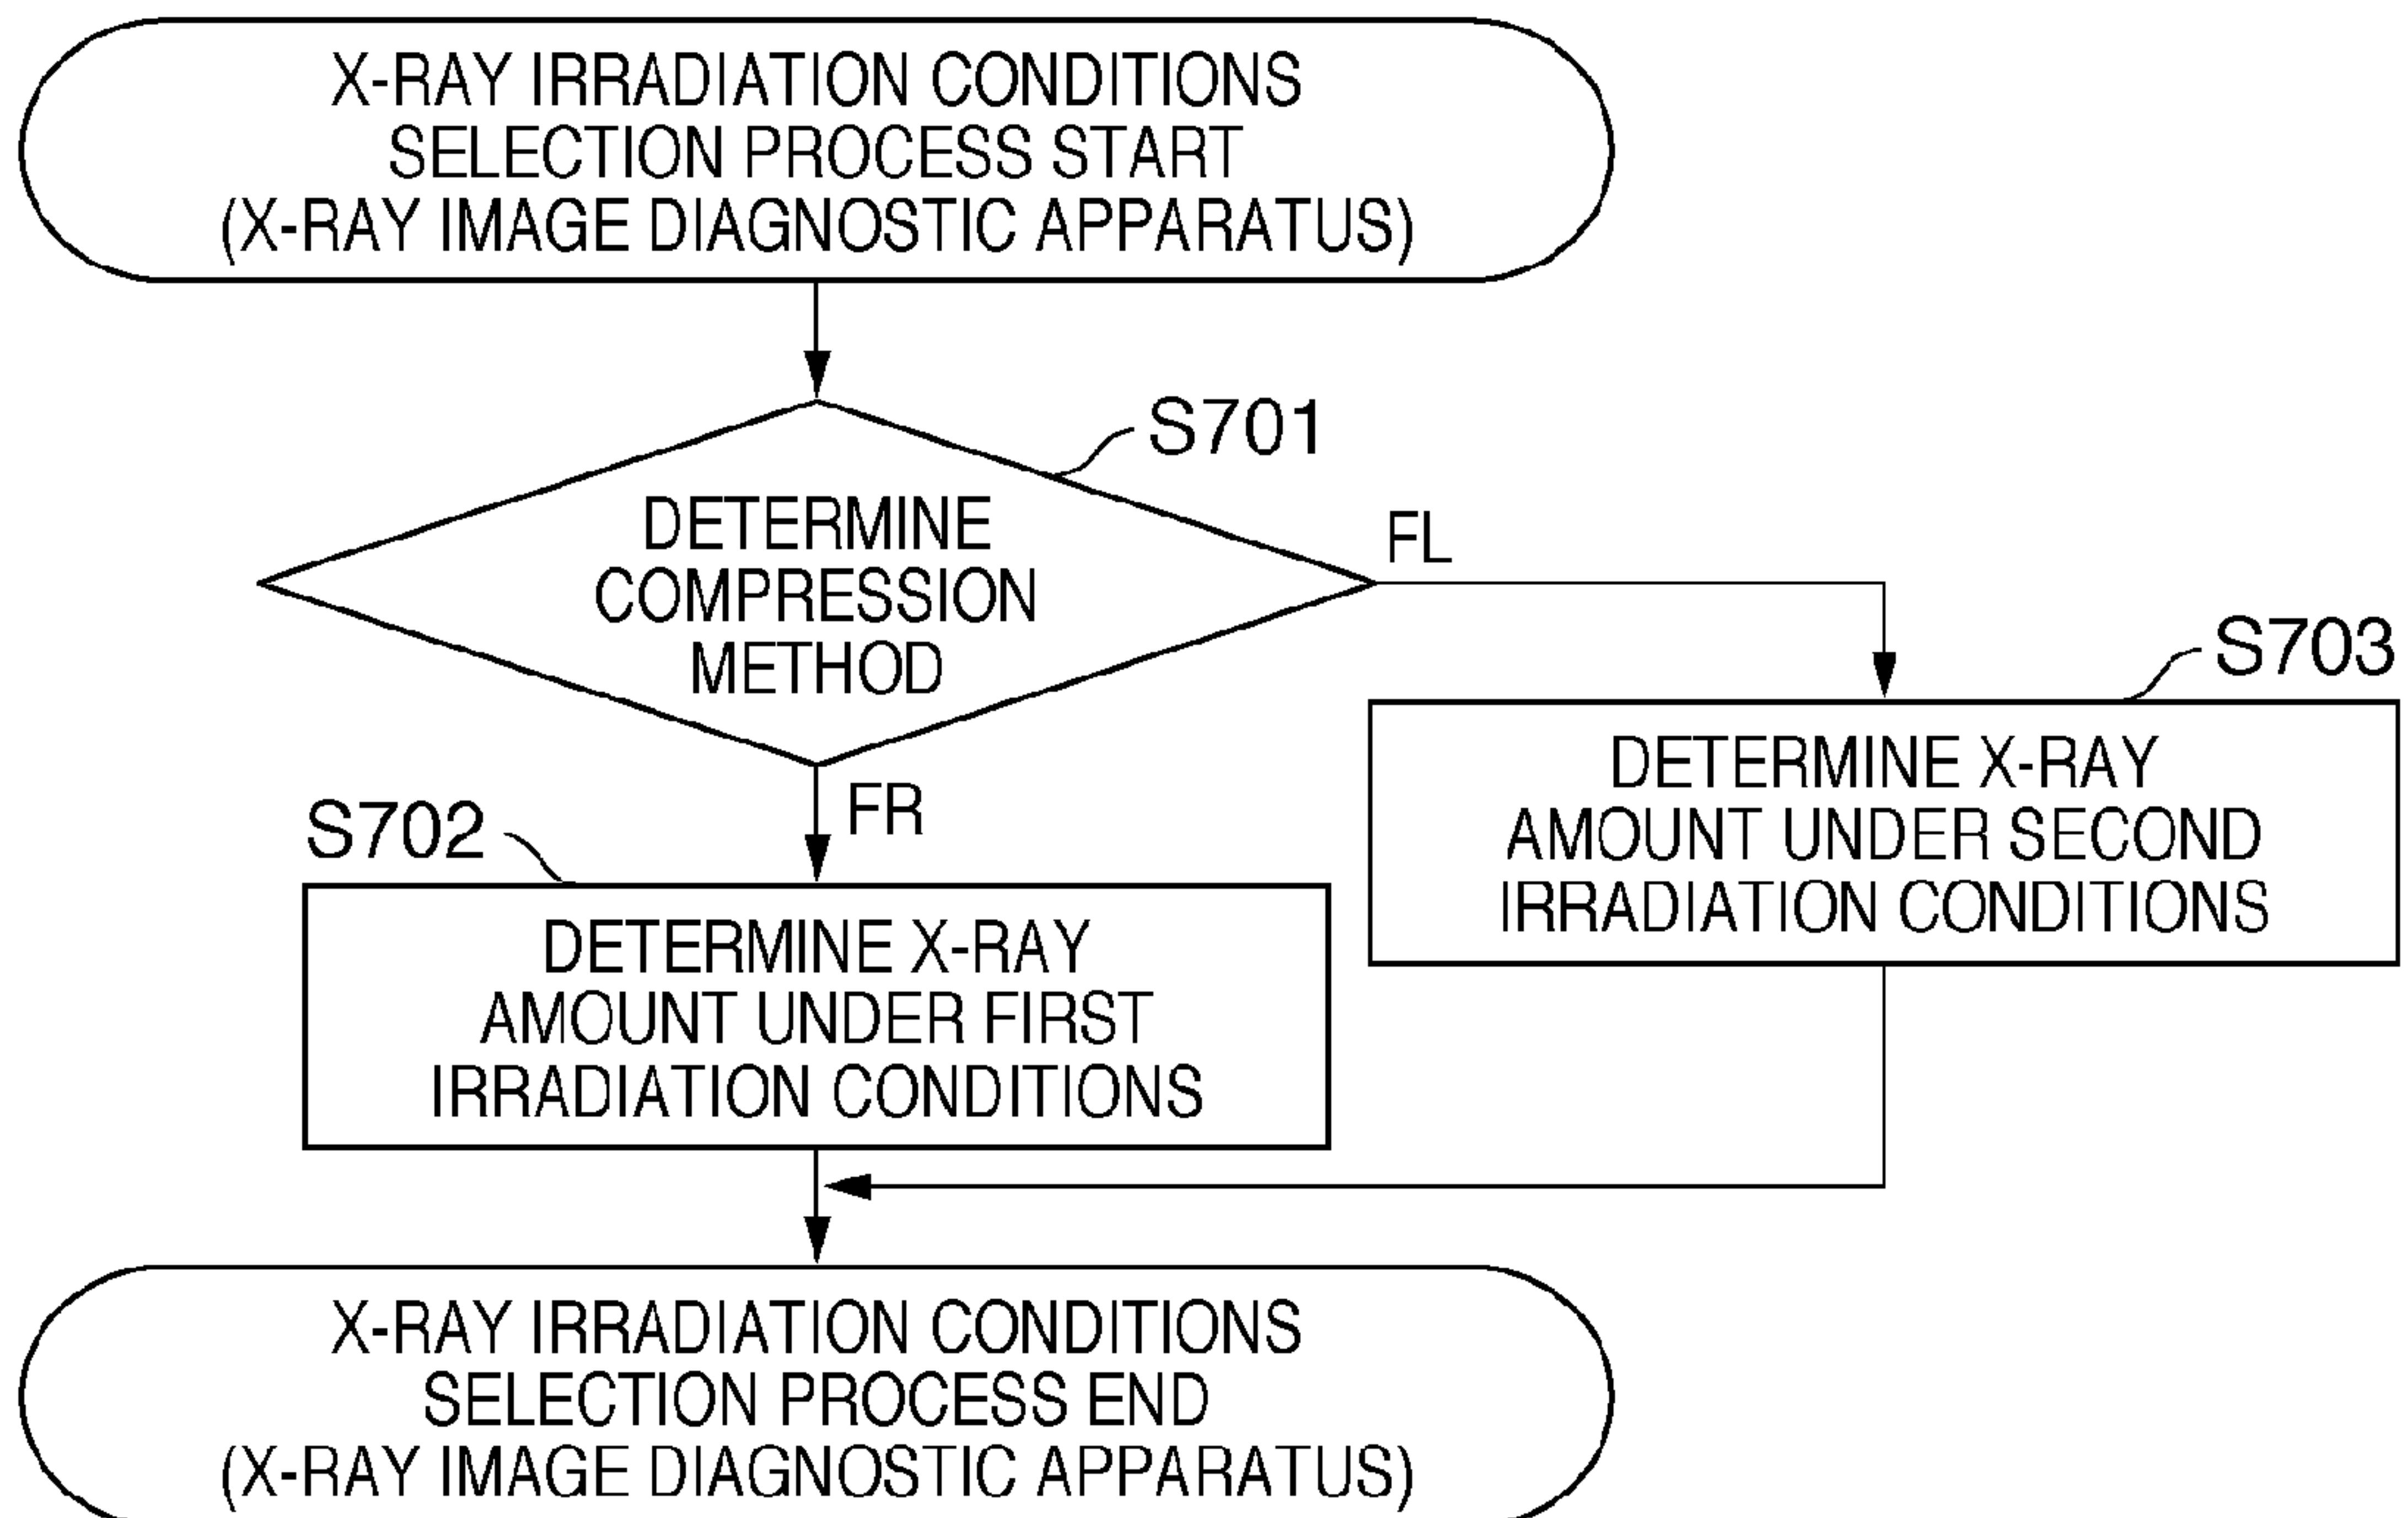 X-RAY IRRADIATION CONDITIONS
SELECTION PROCESS START
(X-RAY IMAGE DIAGNOSTIC APPARATUS)
S701
DETERMINE
COMPRESSION
METHOD
FL
S703
DETERMINE X-RAY
AMOUNT UNDER SECOND
IRRADIATION CONDITIONS
FR
S702
DETERMINE X-RAY
AMOUNT UNDER FIRST
IRRADIATION CONDITIONS
X-RAY IRRADIATION CONDITIONS
SELECTION PROCESS END
(X-RAY IMAGE DIAGNOSTIC APPARATUS)